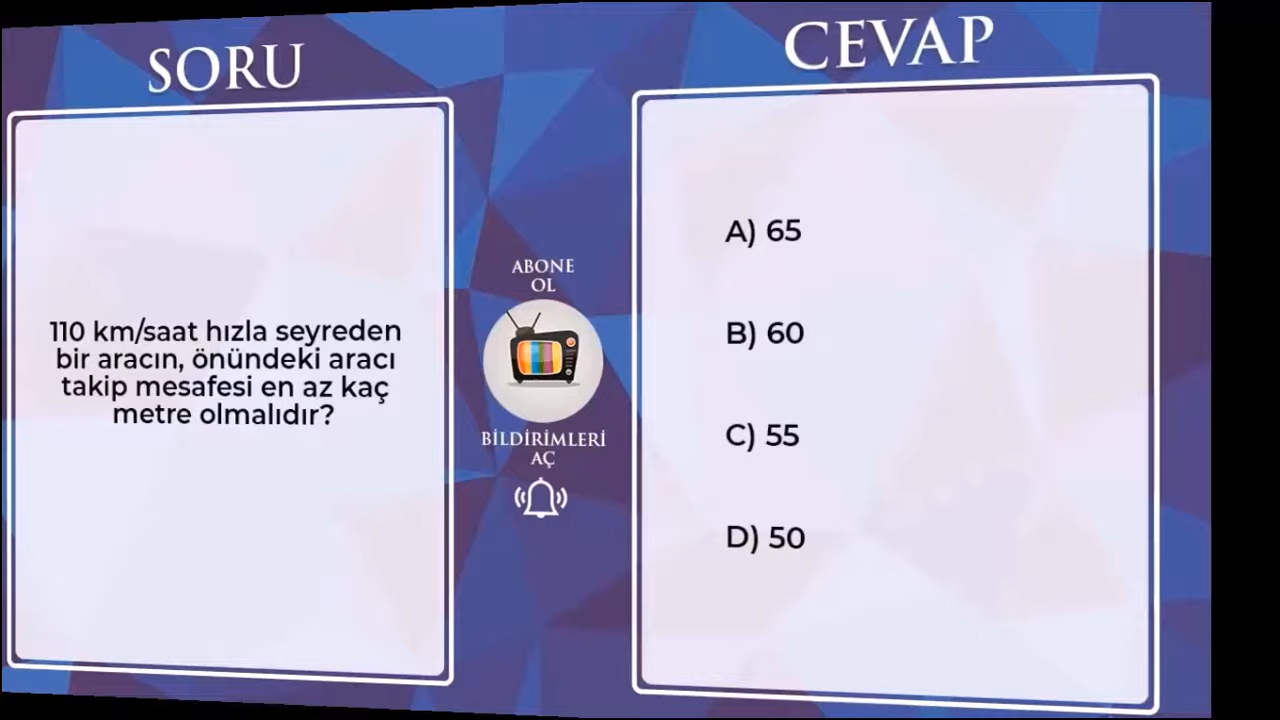 SORU
110 km/saat hızla seyreden
bir aracın, önündeki aracı
takip mesafesi en az kaç
metre olmalıdır?
ABONE
OL
BİLDİRİMLERİ
AÇ
CEVAP
A) 65
B) 60
C) 55
D) 50